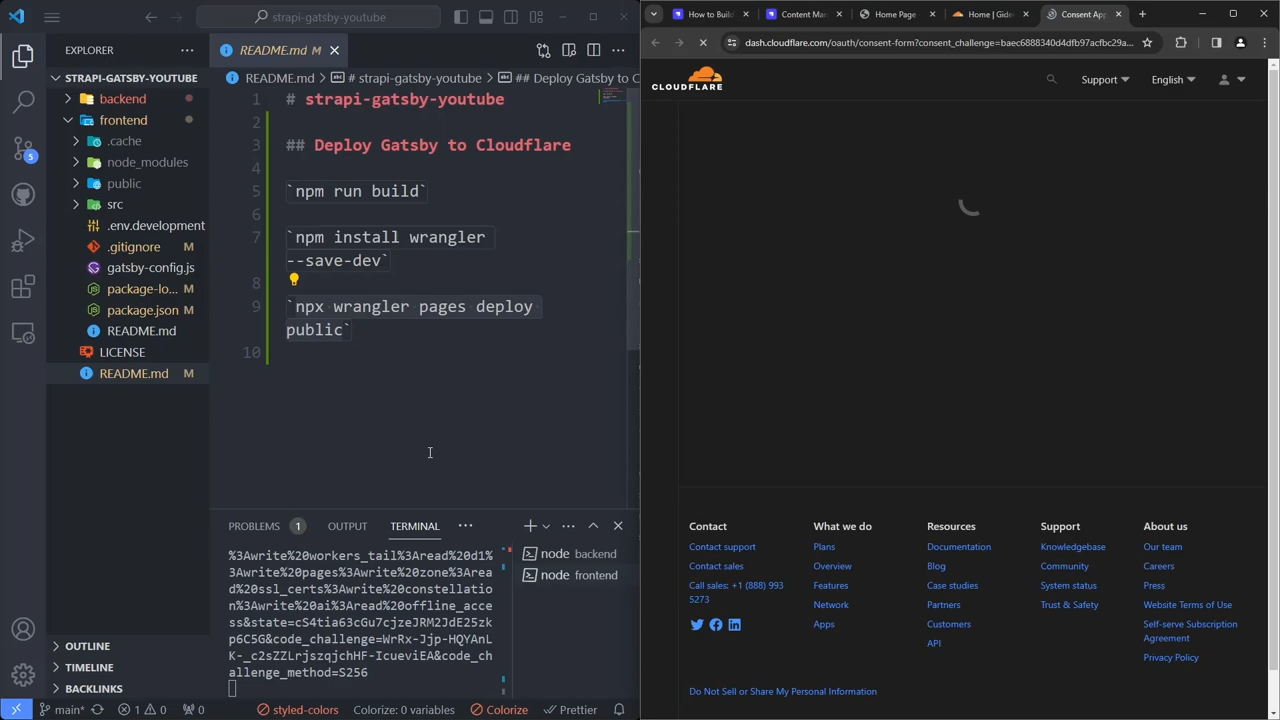 strapi-gatsby-youtube
EXPLORER
STRAPI-GATSBY-YOUTUBE
backend
frontend
.cache
node_modules
public
src
.env.development
.gitignore M
gatsby-config.js
package-lo... M
package.json M
README.md
LICENSE
README.md M
OUTLINE
TIMELINE
BACKLINKS
5
README.md M
README.md > # strapi-gatsby-youtube > ## Deploy Gatsby to C
1 # strapi-gatsby-youtube
2
3 ## Deploy Gatsby to Cloudflare
4
5 `npm run build`
6
7 `npm install wrangler
--save-dev`
8
9 `npx wrangler pages deploy
public`
10
PROBLEMS 1 OUTPUT TERMINAL
%3Awrite%20workers_tail%3Aread%20d1%
3Awrite%20pages%3Awrite%20zone%3Area
d%20ssl_certs%3Awrite%20constellatio
n%3Awrite%20ai%3Aread%20offline_acce
ss&state=cS4tia63cGu7cjzeJRM2JdE25zk
p6C5G&code_challenge=WrRx-Jjp-HQYAnL
K-_c2sZZLrjszqjchHF-IcueviEA&code_ch
allenge_method=S256
node backend
node frontend
main* 1 0 0 styled-colors Colorize: 0 variables Colorize Prettier
How to Build
Content Mar
Home Page
Home | Gide
Consent App
dash.cloudflare.com/oauth/consent-form?consent_challenge=baec6888340d4dfb97acfbc29a...
CLOUDFLARE
Support
English
Contact
Contact support
Contact sales
Call sales: +1 (888) 993
5273
What we do
Plans
Overview
Features
Network
Apps
Resources
Documentation
Blog
Case studies
Partners
Customers
API
Support
Knowledgebase
Community
System status
Trust & Safety
About us
Our team
Careers
Press
Website Terms of Use
Self-serve Subscription
Agreement
Privacy Policy
Do Not Sell or Share My Personal Information